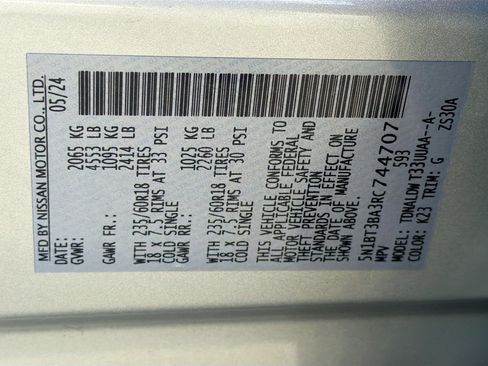 MFD BY NISSAN MOTOR CO., LTD.
DATE: 05/24
GVWR: 2065 KG
4553 LB
GAWR FR.: 1095 KG
2414 LB
WITH 235/60R18 TIRES
18 X 7.5 RIMS AT 33 PSI
COLD SINGLE
GAWR RR.: 1025 KG
2260 LB
WITH 235/60R18 TIRES
18 X 7.5 RIMS AT 30 PSI
COLD SINGLE
THIS VEHICLE CONFORMS TO
ALL APPLICABLE FEDERAL
MOTOR VEHICLE SAFETY AND
THEFT PREVENTION
STANDARDS IN EFFECT ON
THE DATE OF MANUFACTURE
SHOWN ABOVE.
5N1BT3BA3RC744707
MPV 593
MODEL: TDWALDW T33UUAA--A-
COLOR: K23 TRIM: G ZS30A